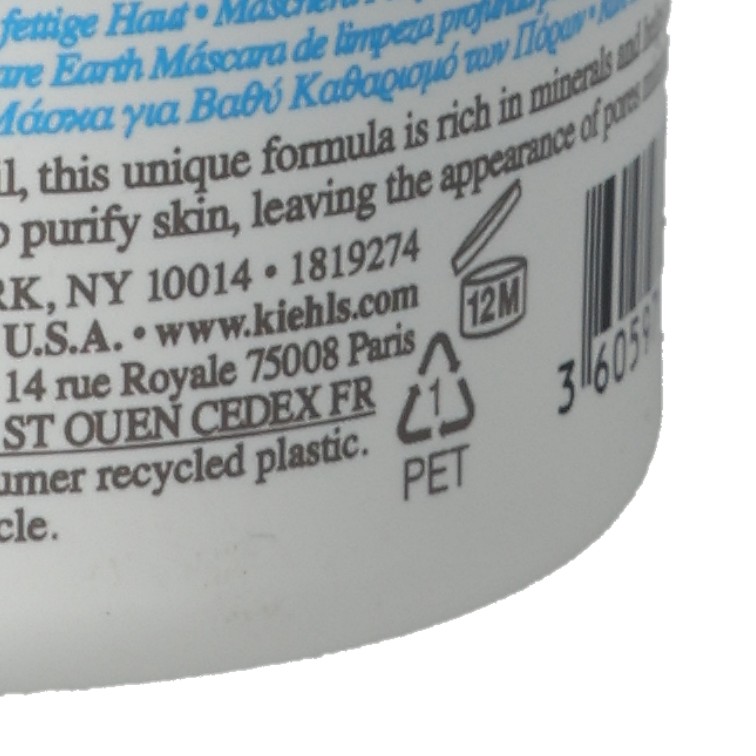 fettige Haut •
are Earth Máscara de limpeza profunda
Μάσκα για Βαθύ Καθαρισμό των Πόρων •
l, this unique formula is rich in minerals and
purify skin, leaving the appearance of pores
RK, NY 10014 • 1819274
U.S.A. • www.kiehls.com
14 rue Royale 75008 Paris
ST OUEN CEDEX FR
umer recycled plastic.
cle.
12M
1
PET
3 6059